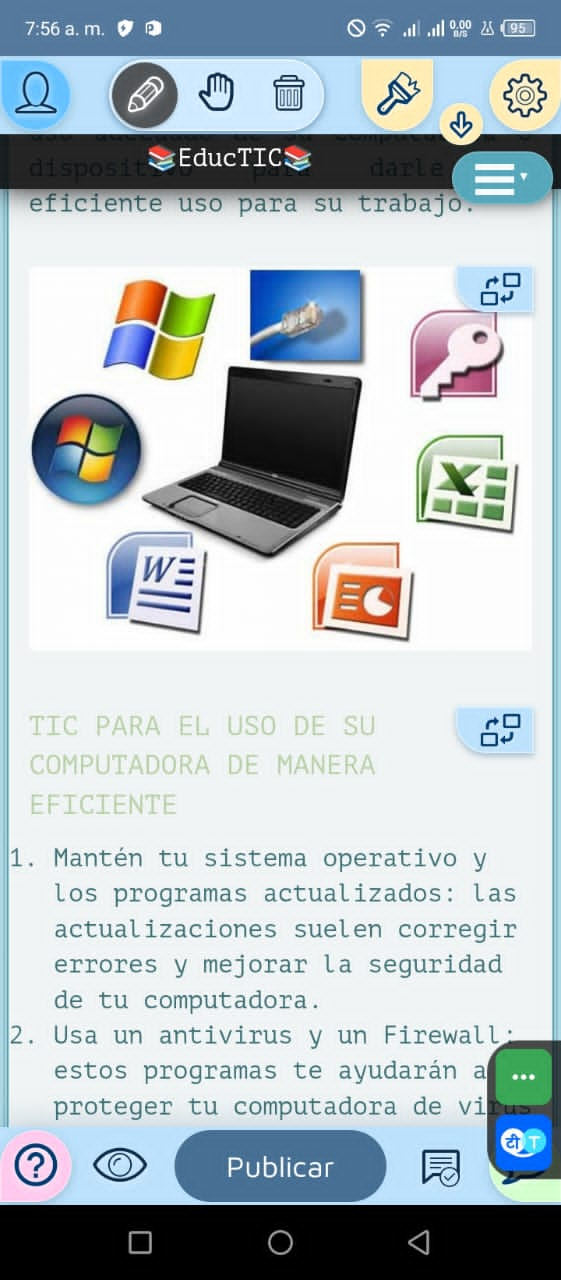 7:56 a. m.
0.00
B/S
95
📚EducTIC📚
dispositivo para darle
eficiente uso para su trabajo.
X
W
TIC PARA EL USO DE SU
COMPUTADORA DE MANERA
EFICIENTE
1. Mantén tu sistema operativo y
los programas actualizados: las
actualizaciones suelen corregir
errores y mejorar la seguridad
de tu computadora.
2. Usa un antivirus y un Firewall:
estos programas te ayudarán a
proteger tu computadora de virus
टी T
Publicar